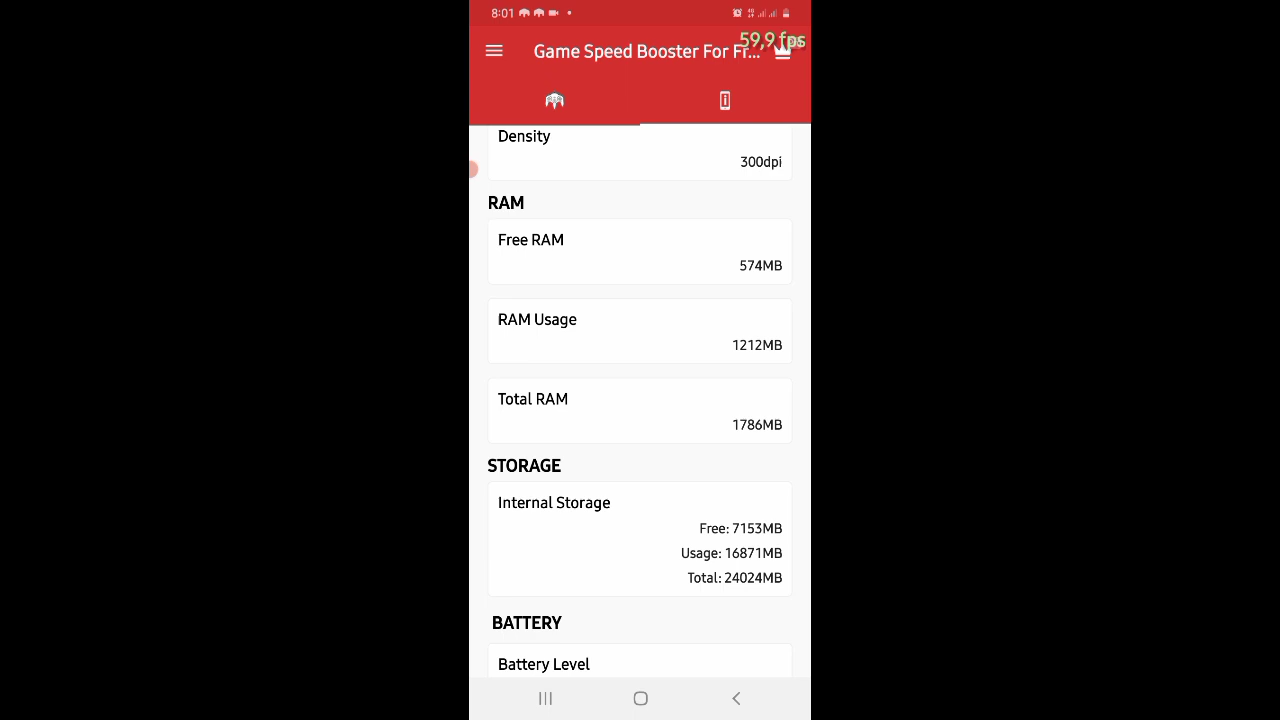 8:01
59,9 fps
Game Speed Booster For Fr...
Density
300dpi
RAM
Free RAM
574MB
RAM Usage
1212MB
Total RAM
1786MB
STORAGE
Internal Storage
Free: 7153MB
Usage: 16871MB
Total: 24024MB
BATTERY
Battery Level